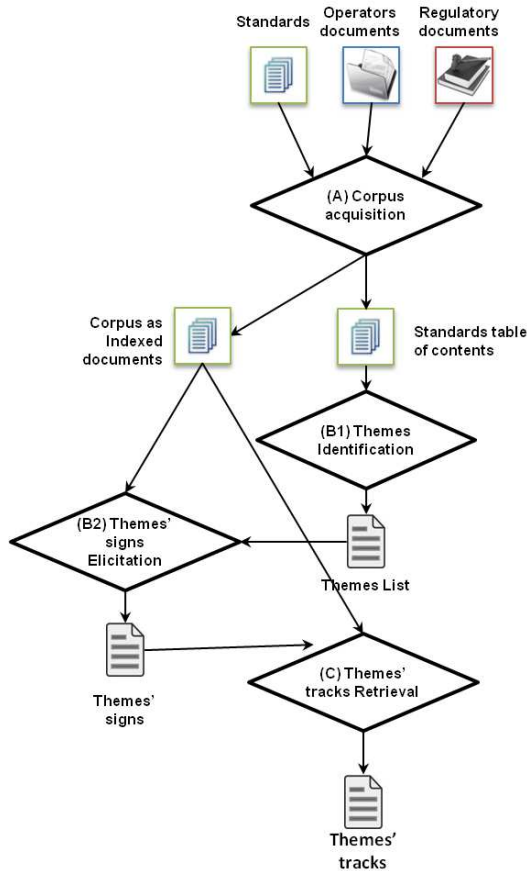 Standards
Operators
documents
Regulatory
documents
(A) Corpus
acquisition
Corpus as
Indexed
documents
Standards table
of contents
(B1) Themes
Identification
(B2) Themes'
signs
Elicitation
Themes List
(C) Themes'
tracks Retrieval
Themes'
signs
Themes'
tracks